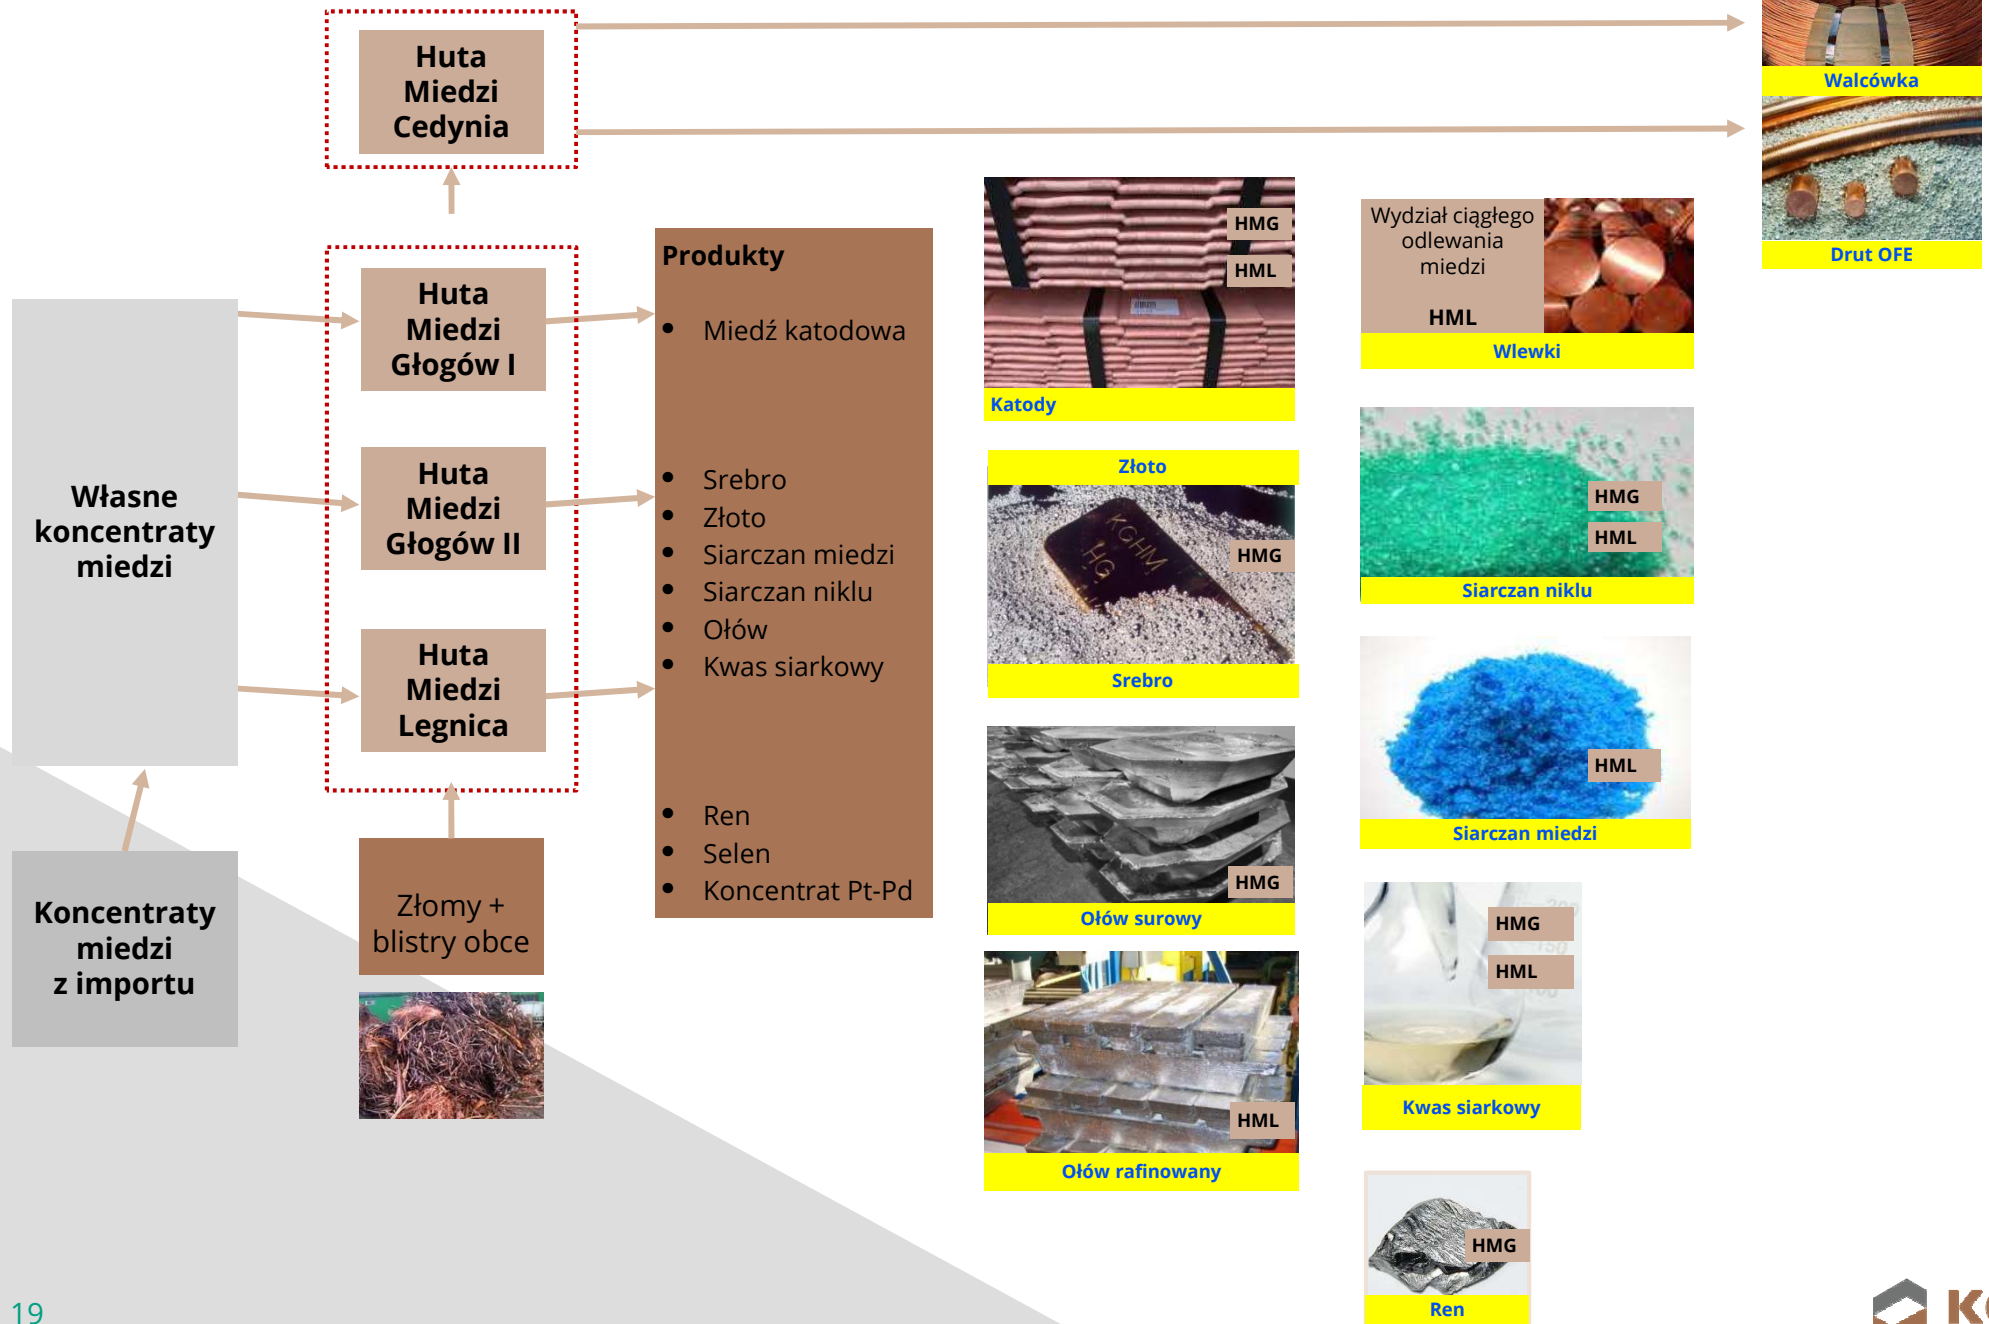 Huta
Miedzi
Cedynia
Walcówka
Drut OFE
Własne
koncentraty
miedzi
Koncentraty
miedzi
z importu
Huta
Miedzi
Głogów I
Huta
Miedzi
Głogów II
Huta
Miedzi
Legnica
Złomy +
blistry obce
Produkty
• Miedź katodowa
• Srebro
• Złoto
• Siarczan miedzi
• Siarczan niklu
• Ołów
• Kwas siarkowy
• Ren
• Selen
• Koncentrat Pt-Pd
HMG
HML
Katody
Złoto
KGHM
HG
HMG
Srebro
HMG
Ołów surowy
HML
Ołów rafinowany
Wydział ciągłego
odlewania
miedzi
HML
Wlewki
HMG
HML
Siarczan niklu
HML
Siarczan miedzi
HMG
HML
Kwas siarkowy
HMG
Ren
19